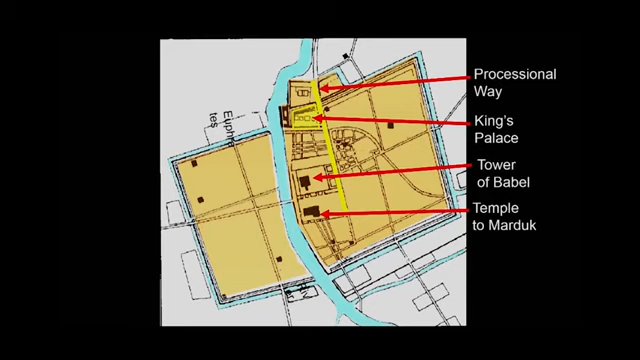 Processional
Way
King's
Palace
Tower
of Babel
Temple
to Marduk
Euphra
tes